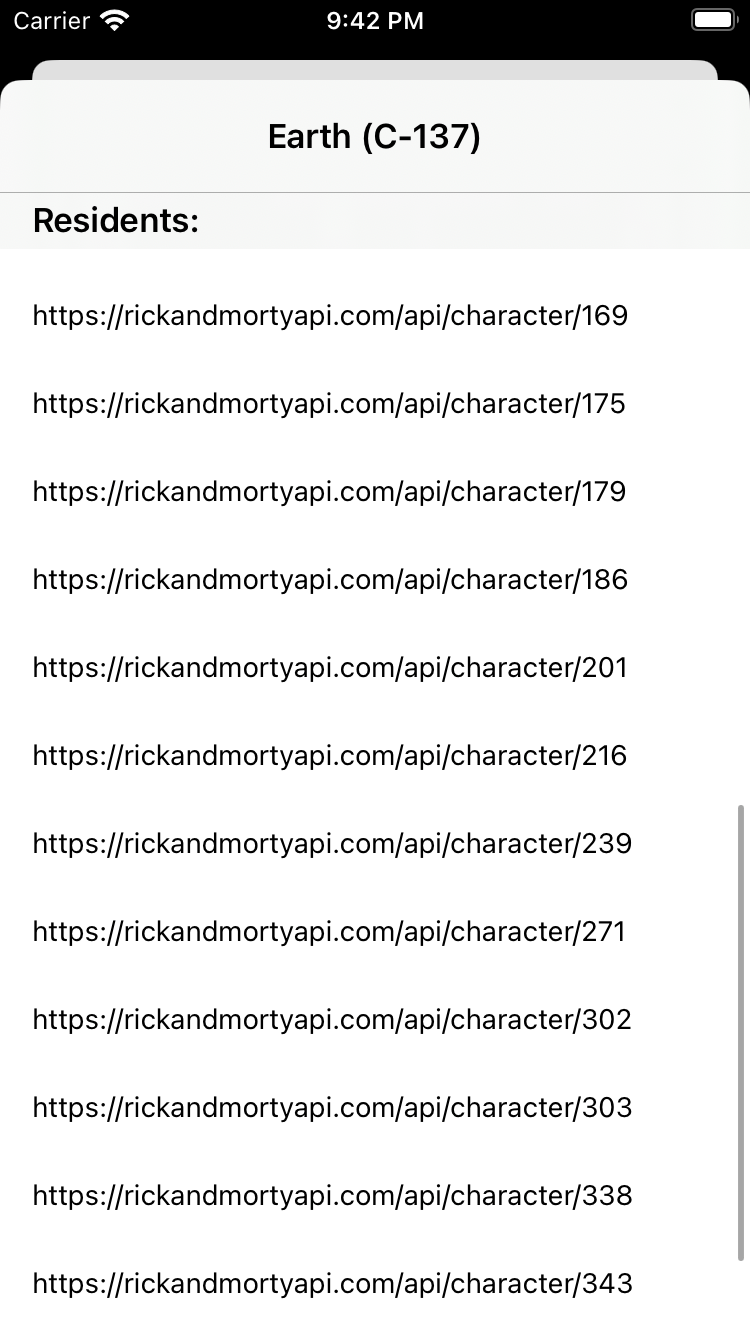 Carrier 9:42 PM
Earth (C-137)
Residents:
https://rickandmortyapi.com/api/character/169
https://rickandmortyapi.com/api/character/175
https://rickandmortyapi.com/api/character/179
https://rickandmortyapi.com/api/character/186
https://rickandmortyapi.com/api/character/201
https://rickandmortyapi.com/api/character/216
https://rickandmortyapi.com/api/character/239
https://rickandmortyapi.com/api/character/271
https://rickandmortyapi.com/api/character/302
https://rickandmortyapi.com/api/character/303
https://rickandmortyapi.com/api/character/338
https://rickandmortyapi.com/api/character/343